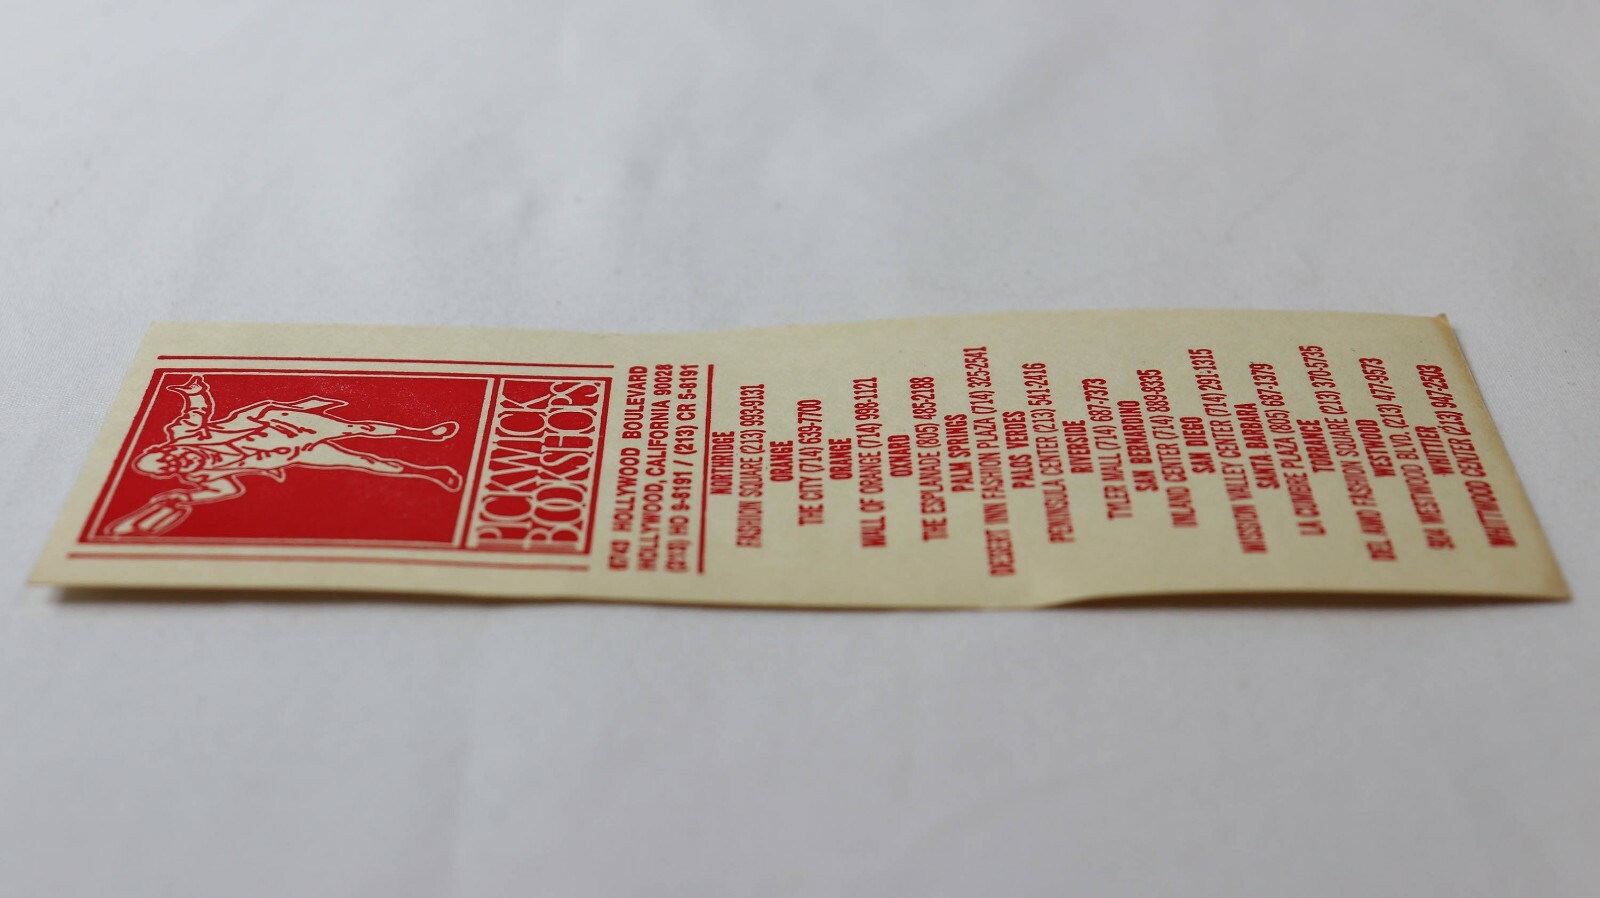 PICKWICK
BOOKSHOPS
6743 HOLLYWOOD BOULEVARD
HOLLYWOOD, CALIFORNIA 90028
(213) HO 9-8191 / (213) CR 5-8191
NORTHRIDGE
FASHION SQUARE (213) 993-9131
ORANGE
THE CITY (714) 639-7700
ORANGE
MALL OF ORANGE (714) 998-1121
OXNARD
THE ESPLANADE (805) 485-2188
PALM SPRINGS
DESERT INN FASHION PLAZA (714) 325-2541
PALOS VERDES
PENINSULA CENTER (213) 541-2416
RIVERSIDE
TYLER MALL (714) 687-7373
SAN BERNARDINO
INLAND CENTER (714) 889-8335
SAN DIEGO
MISSION VALLEY CENTER (714) 291-1315
SANTA BARBARA
LA CUMBRE PLAZA (805) 687-1379
TORRANCE
DEL AMO FASHION SQUARE (213) 370-5735
WESTWOOD
904 WESTWOOD BLVD. (213) 477-9573
WHITTIER
WHITWOOD CENTER (213) 947-2503